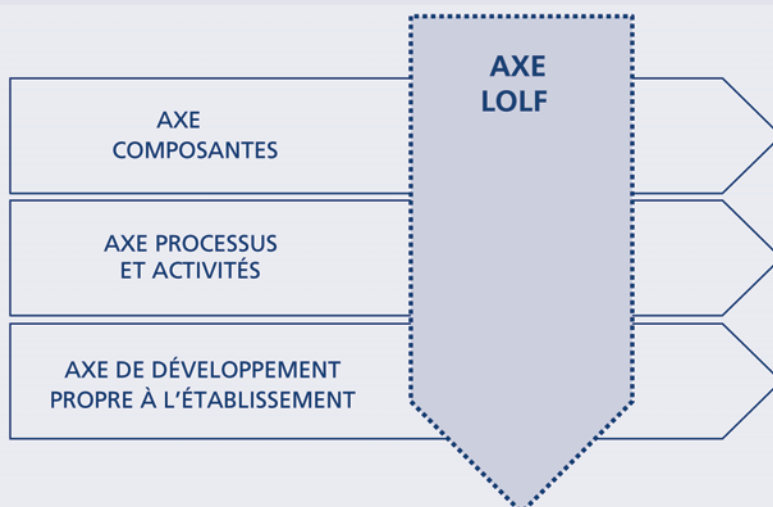 AXE
LOLF
AXE
COMPOSANTES
AXE PROCESSUS
ET ACTIVITÉS
AXE DE DÉVELOPPEMENT
PROPRE À L’ÉTABLISSEMENT